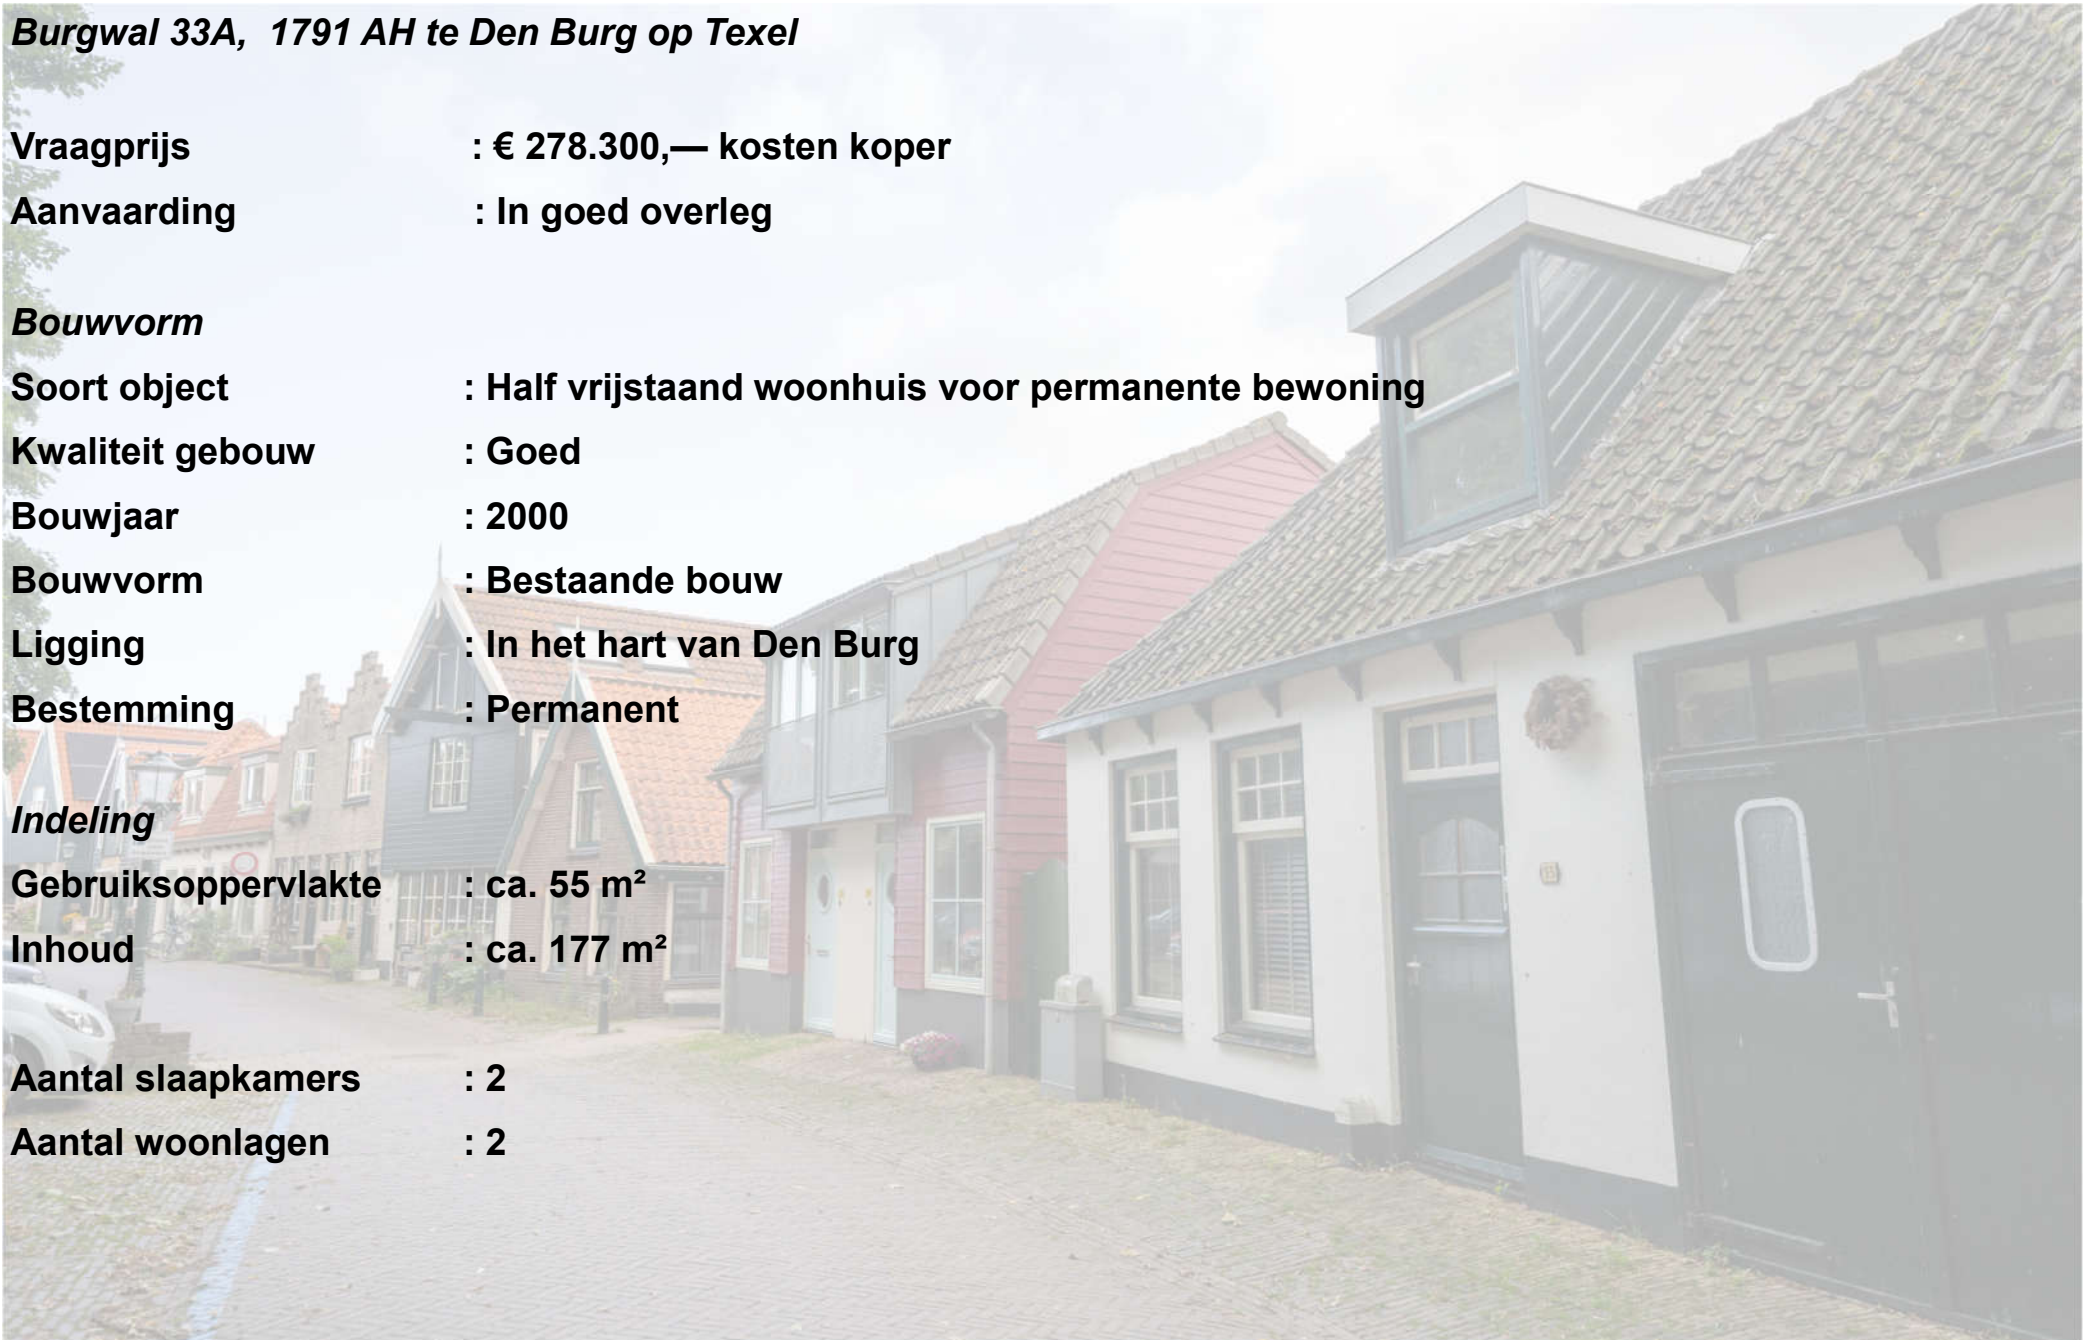 Burgwal 33A, 1791 AH te Den Burg op Texel
Vraagprijs : € 278.300,— kosten koper
Aanvaarding : In goed overleg
Bouwvorm
Soort object : Half vrijstaand woonhuis voor permanente bewoning
Kwaliteit gebouw : Goed
Bouwjaar : 2000
Bouwvorm : Bestaande bouw
Ligging : In het hart van Den Burg
Bestemming : Permanent
Indeling
Gebruiksoppervlakte : ca. 55 m²
Inhoud : ca. 177 m²
Aantal slaapkamers : 2
Aantal woonlagen : 2